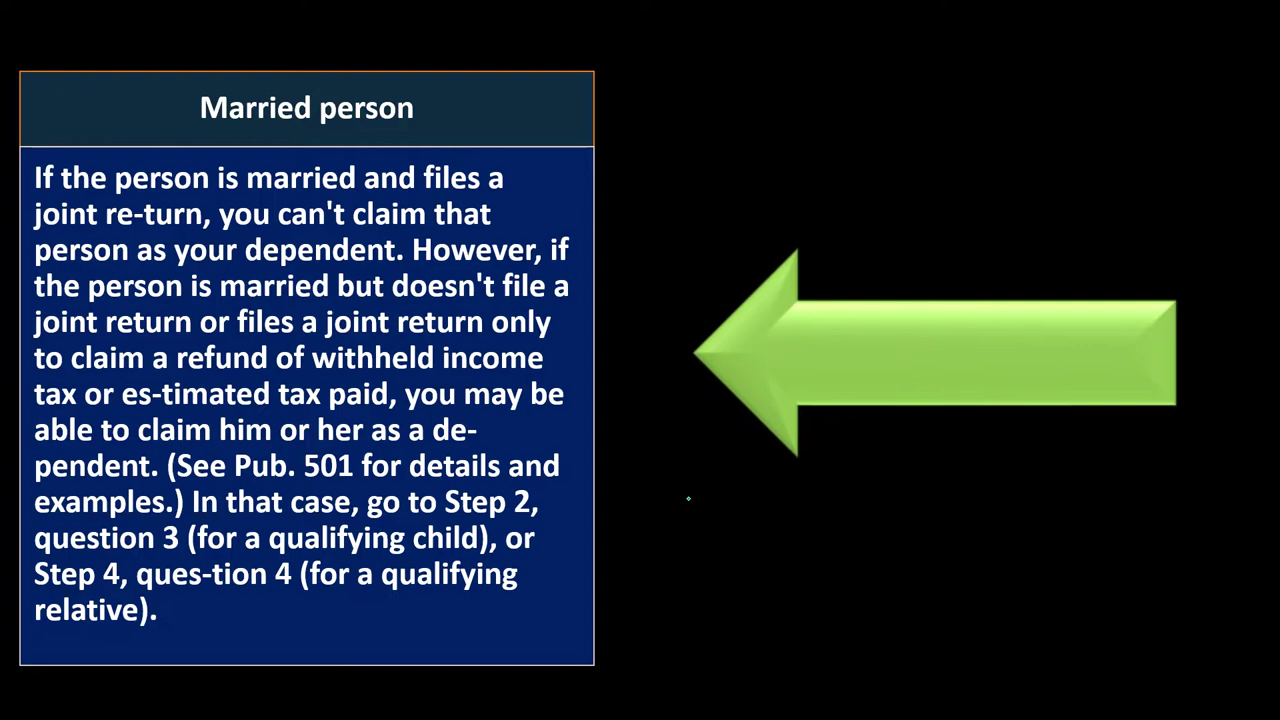 Married person
If the person is married and files a
joint re-turn, you can't claim that
person as your dependent. However, if
the person is married but doesn't file a
joint return or files a joint return only
to claim a refund of withheld income
tax or es-timated tax paid, you may be
able to claim him or her as a de-
pendent. (See Pub. 501 for details and
examples.) In that case, go to Step 2,
question 3 (for a qualifying child), or
Step 4, ques-tion 4 (for a qualifying
relative).